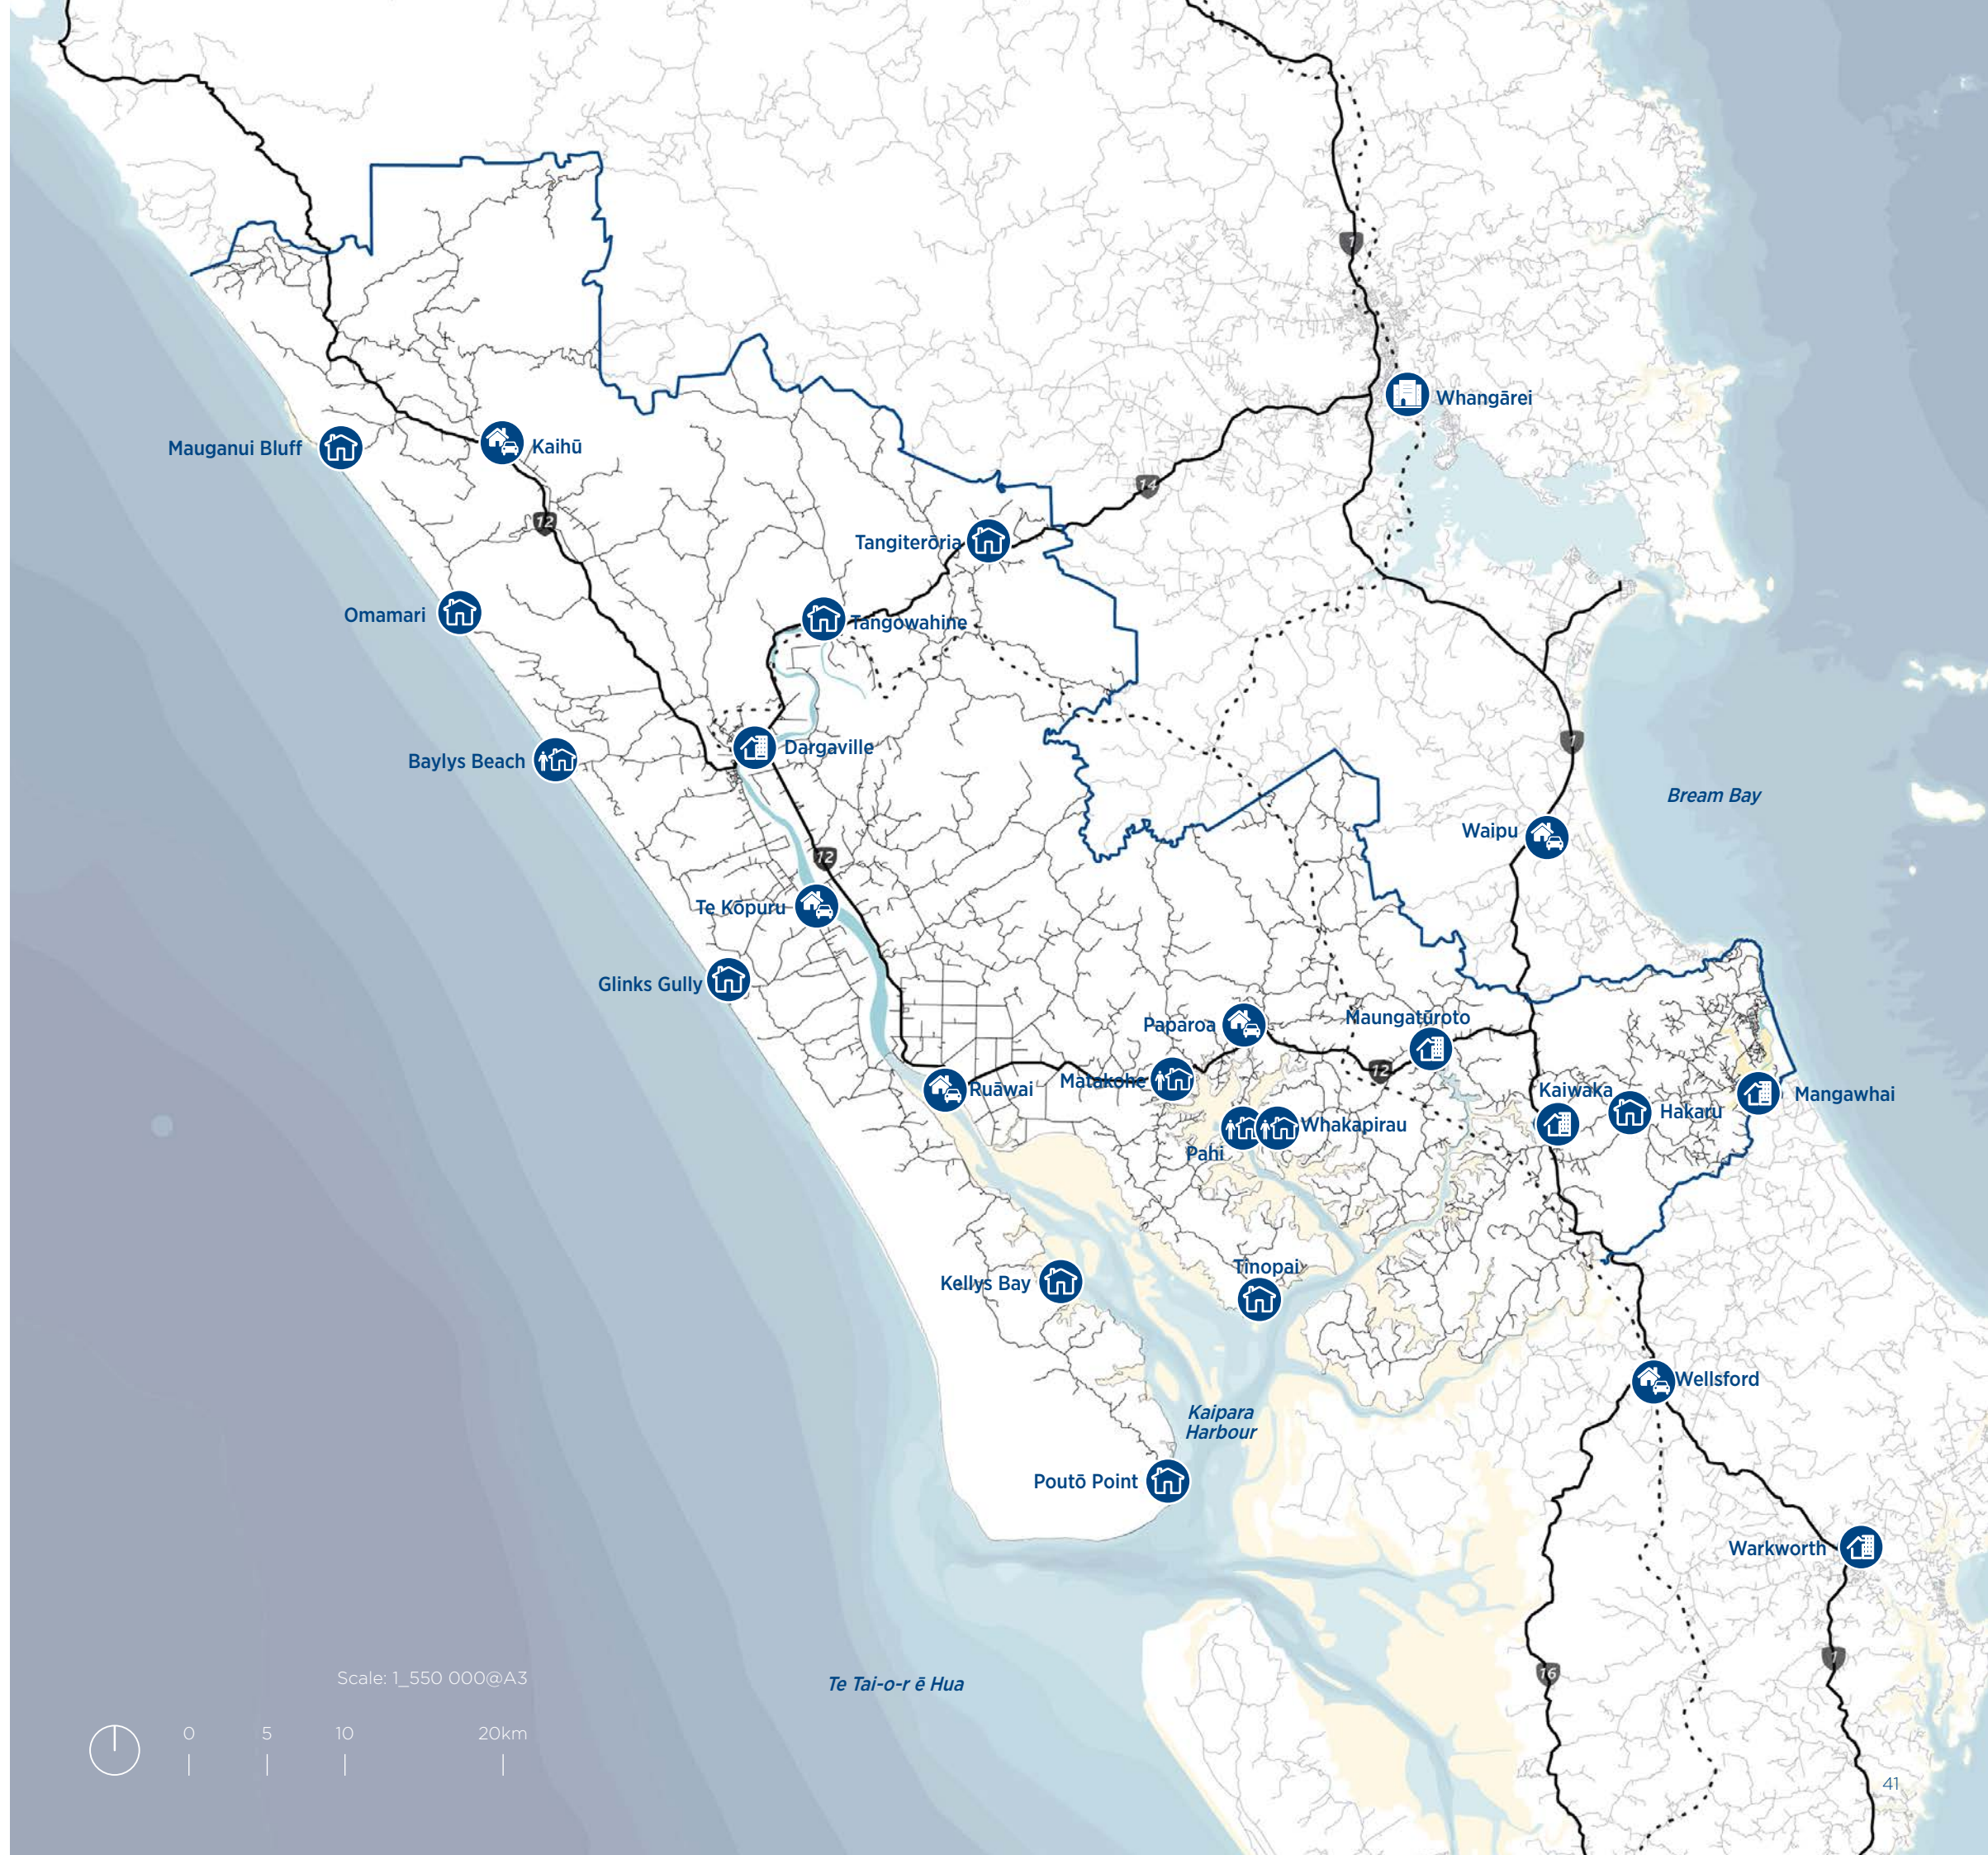 1
Whangārei
Mauganui Bluff
Kaihū
14
12
Tangiterōria
Omamari
Tangowahine
1
Dargaville
Baylys Beach
Bream Bay
Waipu
12
Te Kōpuru
Glinks Gully
Paparoa
Maungatūroto
12
Matakohe
Ruāwai
Kaiwaka
Mangawhai
Hakaru
Whakapirau
Pahi
Tinopai
Kellys Bay
Wellsford
Kaipara
Harbour
Poutō Point
Warkworth
1
16
Scale: 1_550 000@A3
Te Tai-o-r ē Hua
0 5 10 20km
41